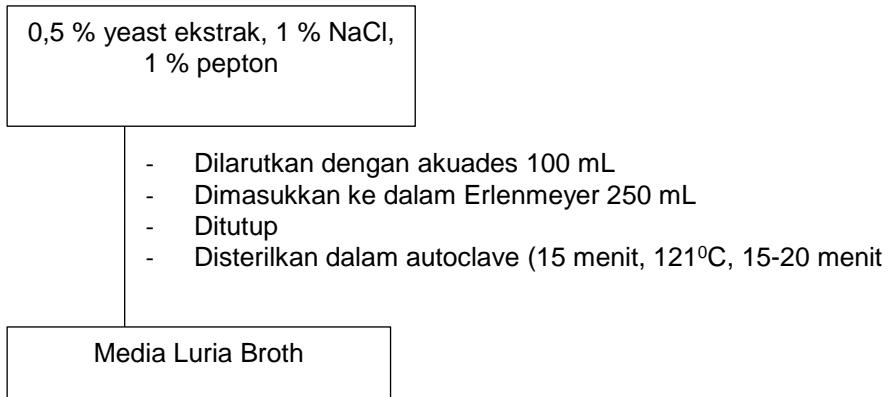 0,5 % yeast ekstrak, 1 % NaCl,
1 % pepton
- Dilarutkan dengan akuades 100 mL
- Dimasukkan ke dalam Erlenmeyer 250 mL
- Ditutup
- Disterilkan dalam autoclave (15 menit, 121⁰C, 15-20 menit
Media Luria Broth